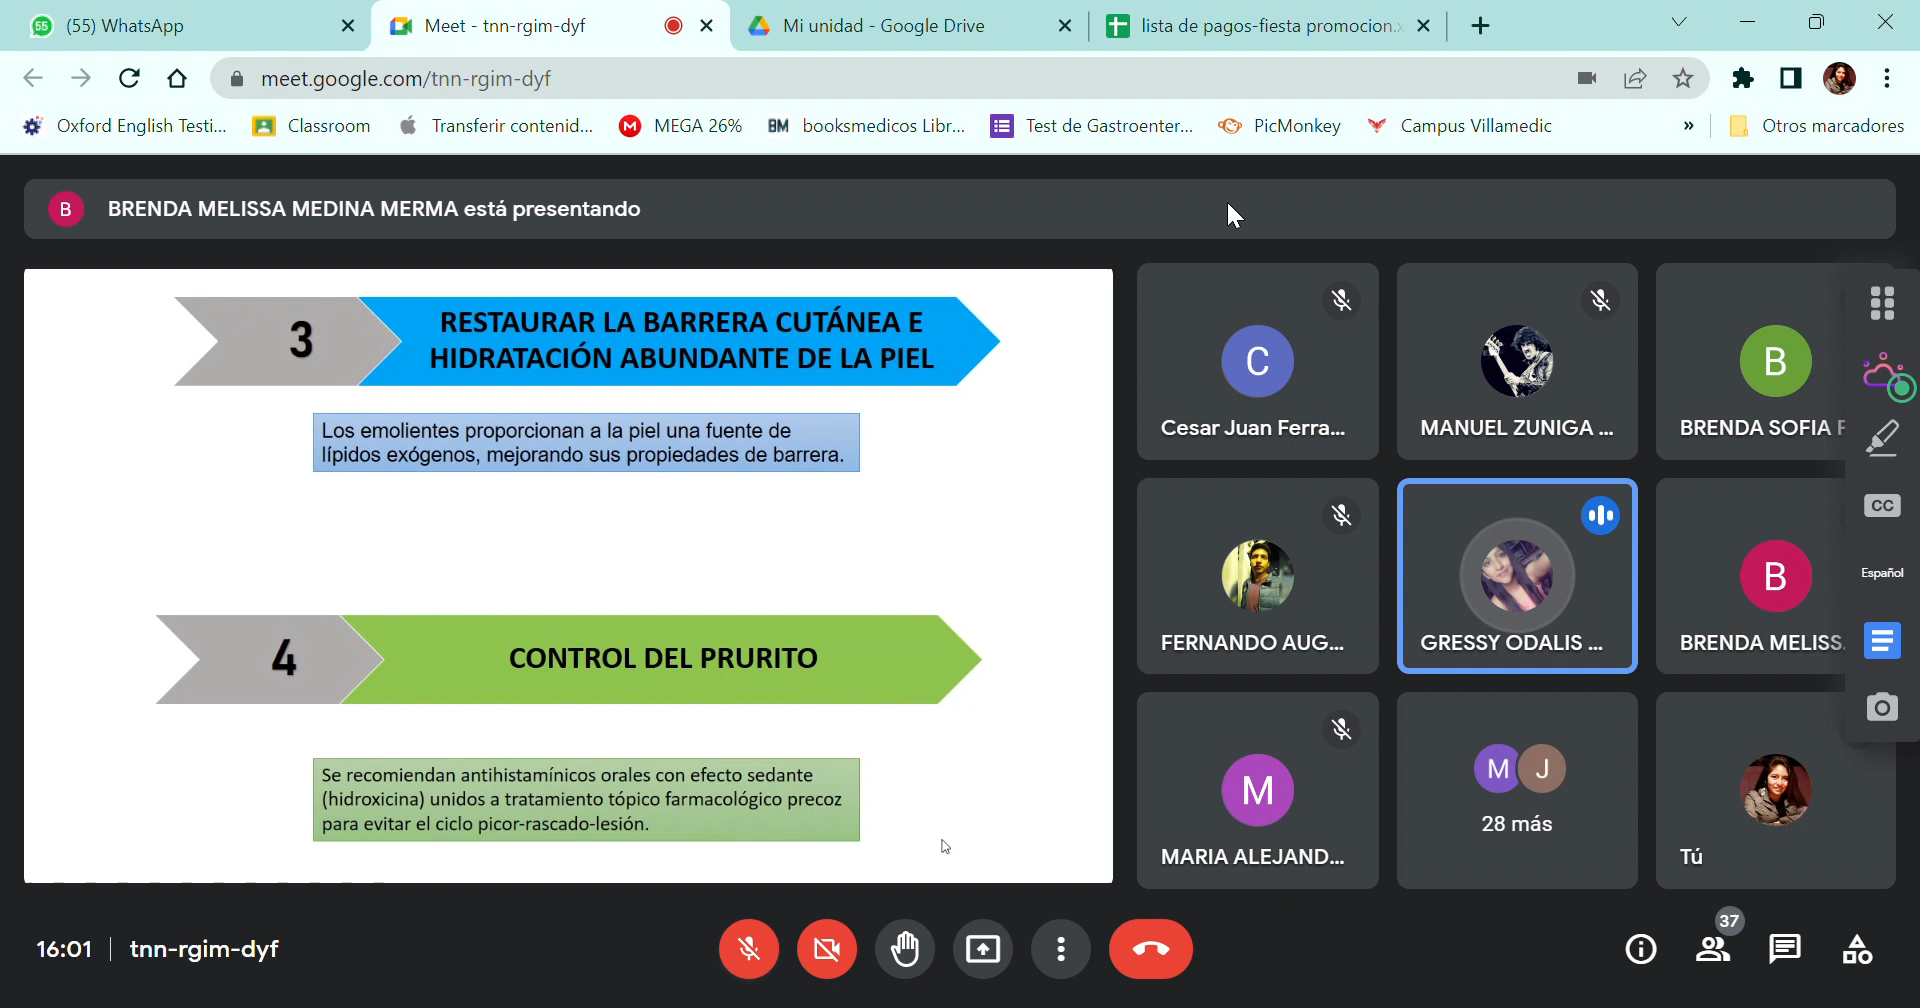 55
(55) WhatsApp
Meet - tnn-rgim-dyf
Mi unidad - Google Drive
lista de pagos-fiesta promocion.x
meet.google.com/tnn-rgim-dyf
Oxford English Testi...
Classroom
Transferir contenid...
M
MEGA 26%
BM
booksmedicos Libr...
Test de Gastroenter...
PicMonkey
Campus Villamedic
»
Otros marcadores
B
BRENDA MELISSA MEDINA MERMA está presentando
3
RESTAURAR LA BARRERA CUTÁNEA E
HIDRATACIÓN ABUNDANTE DE LA PIEL
Los emolientes proporcionan a la piel una fuente de
lípidos exógenos, mejorando sus propiedades de barrera.
4
CONTROL DEL PRURITO
Se recomiendan antihistamínicos orales con efecto sedante
(hidroxicina) unidos a tratamiento tópico farmacológico precoz
para evitar el ciclo picor-rascado-lesión.
C
Cesar Juan Ferra...
MANUEL ZUNIGA ...
B
BRENDA SOFIA
FERNANDO AUG...
GRESSY ODALIS ...
B
BRENDA MELISS
M
MARIA ALEJAND...
M
J
28 más
Tú
CC
Español
16:01
tnn-rgim-dyf
37